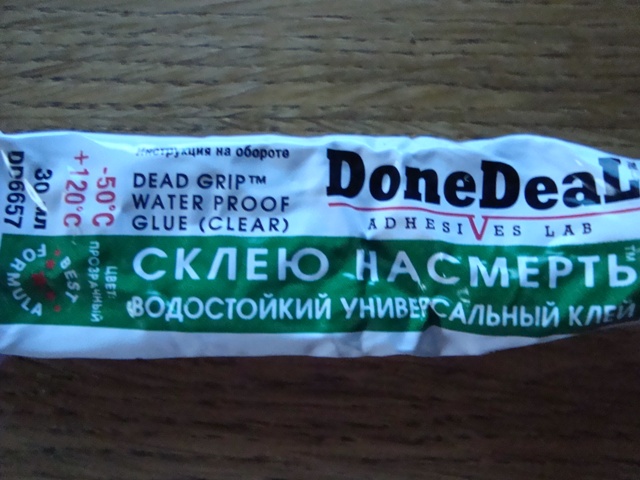 DD6657
30 мл
+120°C
-50°C
Инструкция на обороте
DEAD GRIP™
WATER PROOF
GLUE (CLEAR)
DoneDeaL
ADHESIVES LAB
BEST
FORMULA
ЦВЕТ:
ПРОЗРАЧНЫЙ
СКЛЕЮ НАСМЕРТЬ™
ВОДОСТОЙКИЙ УНИВЕРСАЛЬНЫЙ КЛЕЙ